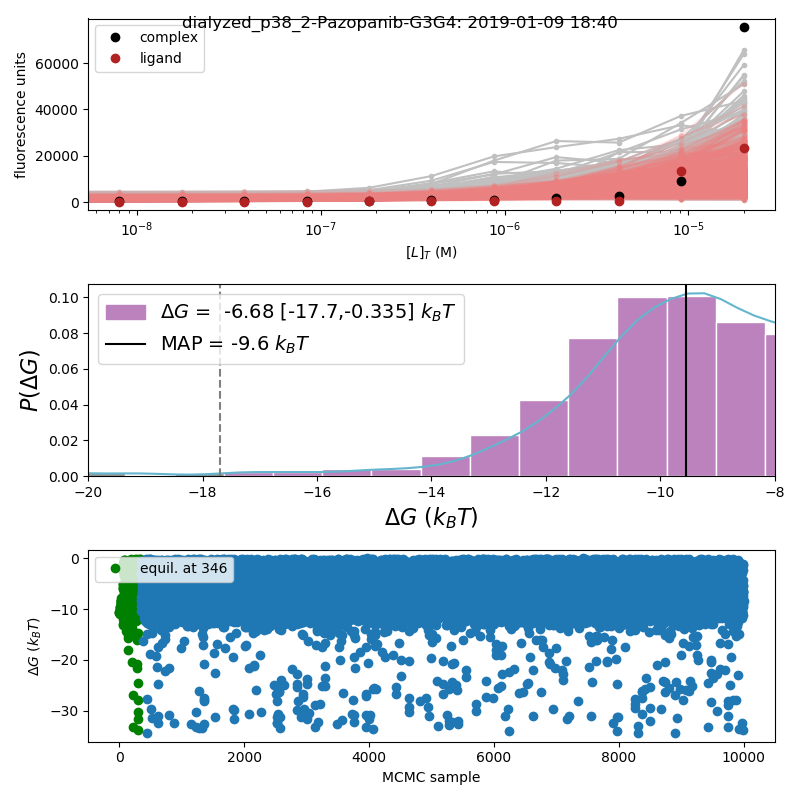 dialyzed_p38_2-Pazopanib-G3G4: 2019-01-09 18:40
complex
ligand
fluorescence units
60000
40000
20000
0
10⁻⁸ 10⁻⁷ 10⁻⁶ 10⁻⁵
[L]_T (M)
ΔG = -6.68 [-17.7,-0.335] k_BT
MAP = -9.6 k_BT
P(ΔG)
0.10
0.08
0.06
0.04
0.02
0.00
−20 −18 −16 −14 −12 −10 −8
ΔG (k_BT)
equil. at 346
ΔG (k_BT)
0
−10
−20
−30
0 2000 4000 6000 8000 10000
MCMC sample